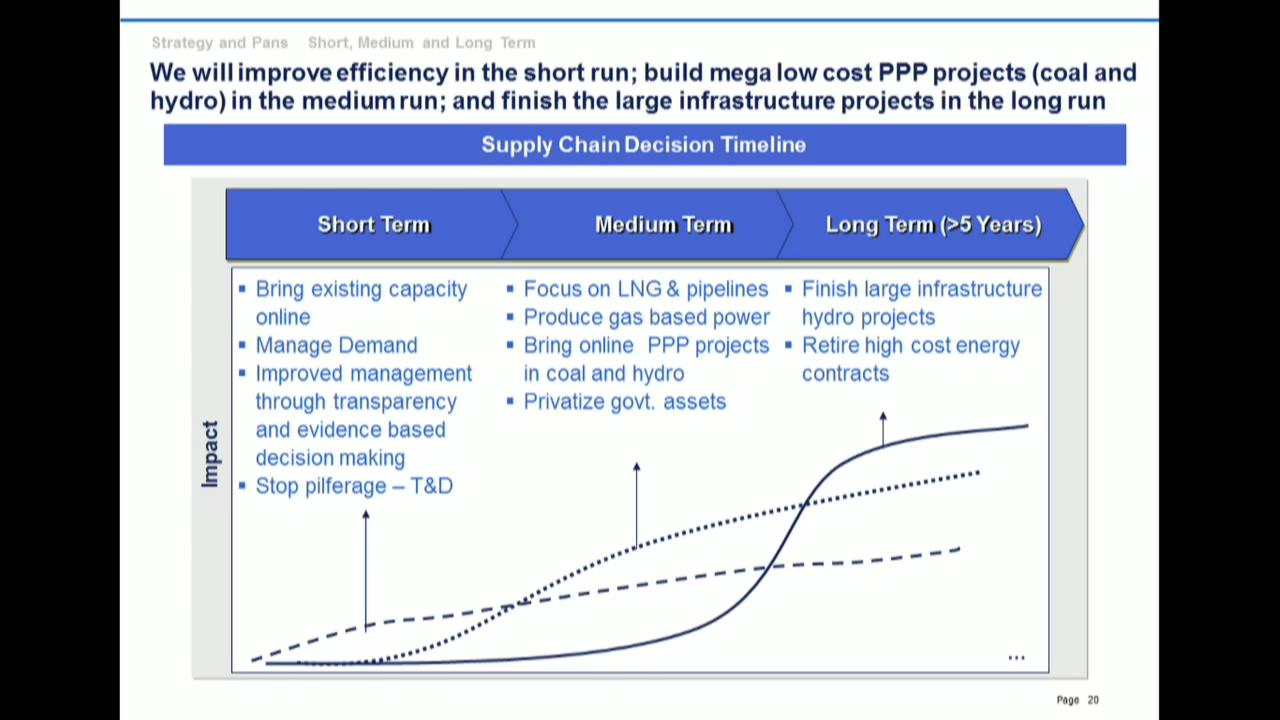 Strategy and Pans Short, Medium and Long Term
We will improve efficiency in the short run; build mega low cost PPP projects (coal and
hydro) in the medium run; and finish the large infrastructure projects in the long run
Supply Chain Decision Timeline
Short Term
Medium Term
Long Term (>5 Years)
▪ Bring existing capacity
online
▪ Manage Demand
▪ Improved management
through transparency
and evidence based
decision making
▪ Stop pilferage – T&D
▪ Focus on LNG & pipelines
▪ Produce gas based power
▪ Bring online PPP projects
in coal and hydro
▪ Privatize govt. assets
▪ Finish large infrastructure
hydro projects
▪ Retire high cost energy
contracts
Impact
...
Page 20